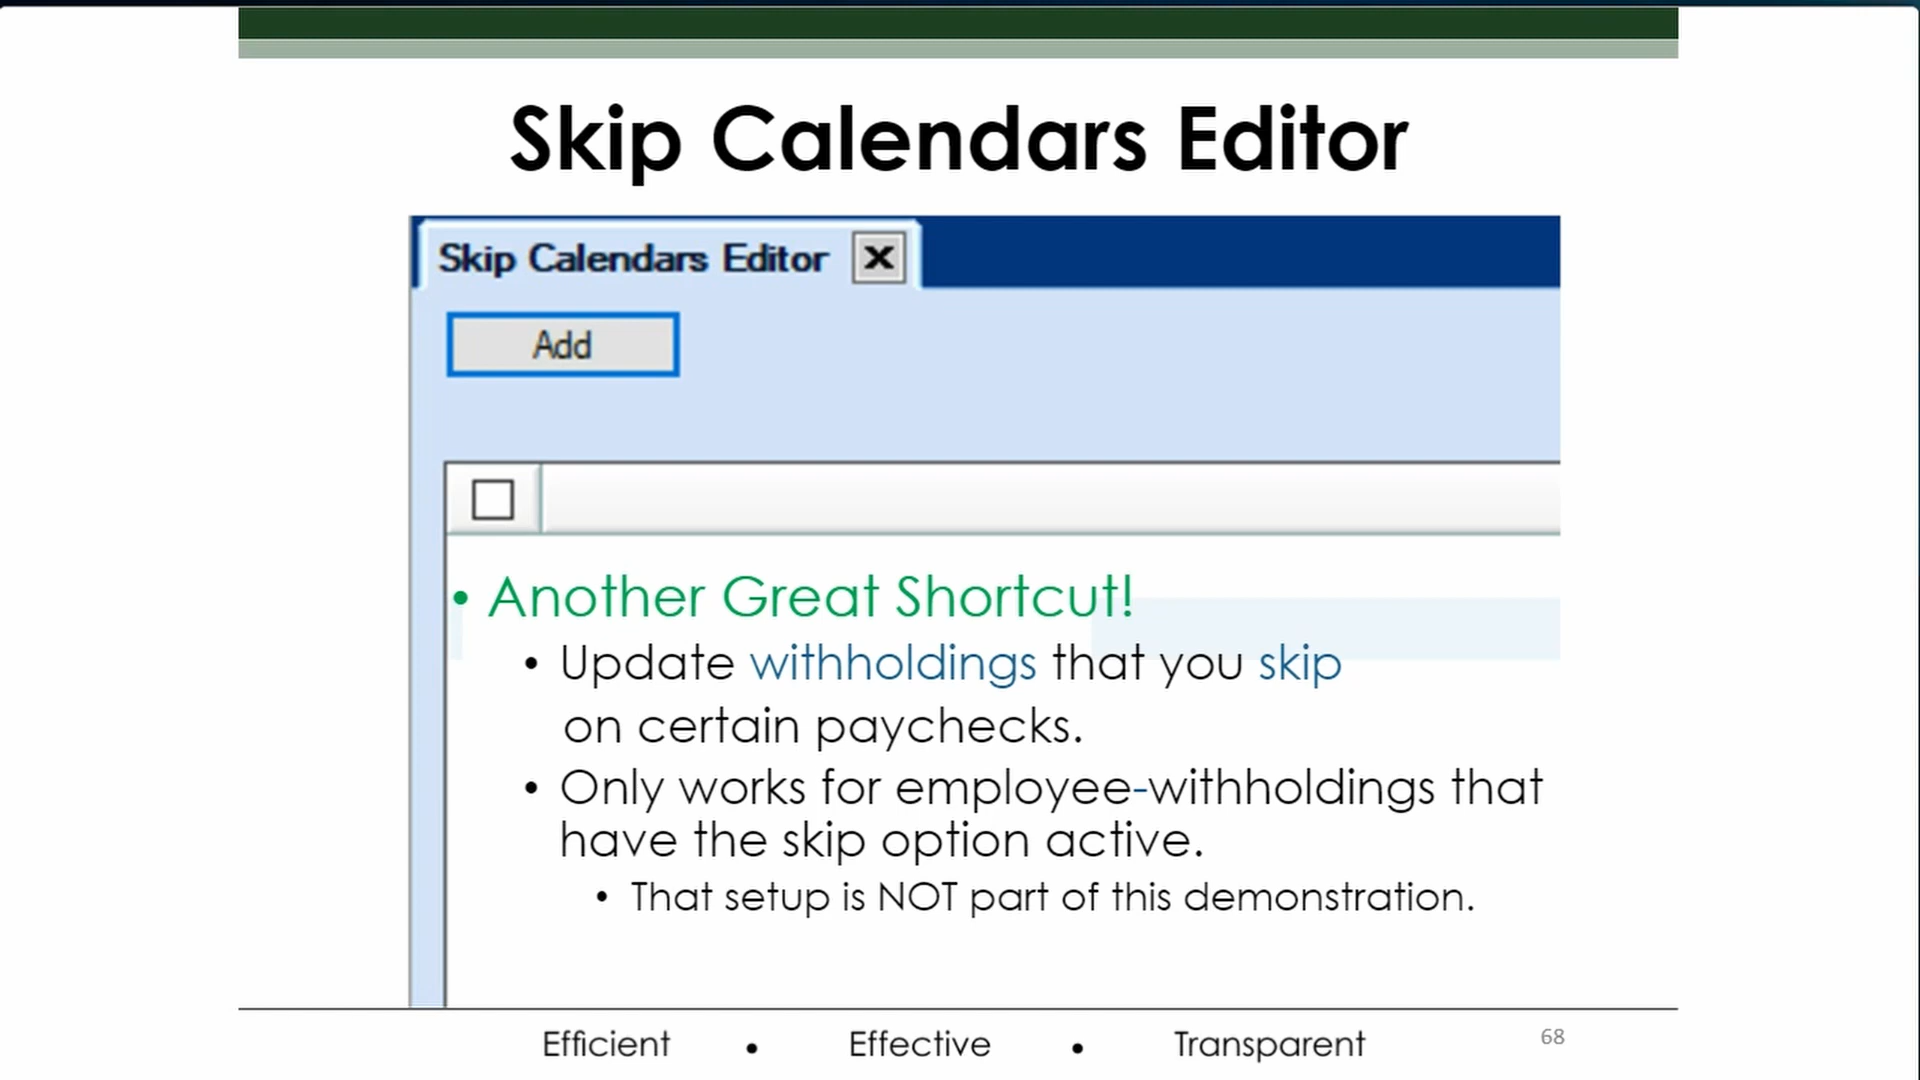 Skip Calendars Editor
Skip Calendars Editor
Add
• Another Great Shortcut!
• Update withholdings that you skip
on certain paychecks.
• Only works for employee-withholdings that
have the skip option active.
• That setup is NOT part of this demonstration.
Efficient • Effective • Transparent 68